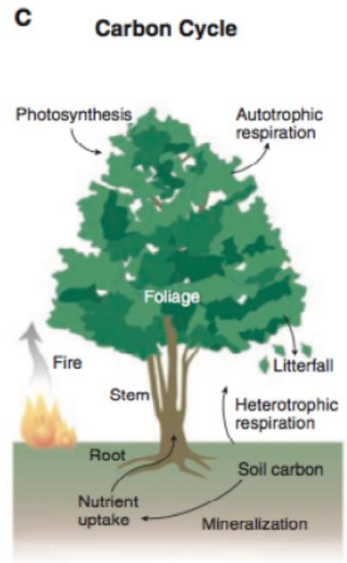 C
Carbon Cycle
Photosynthesis
Autotrophic
respiration
Foliage
Fire
Litterfall
Stem
Heterotrophic
respiration
Root
Soil carbon
Nutrient
uptake
Mineralization